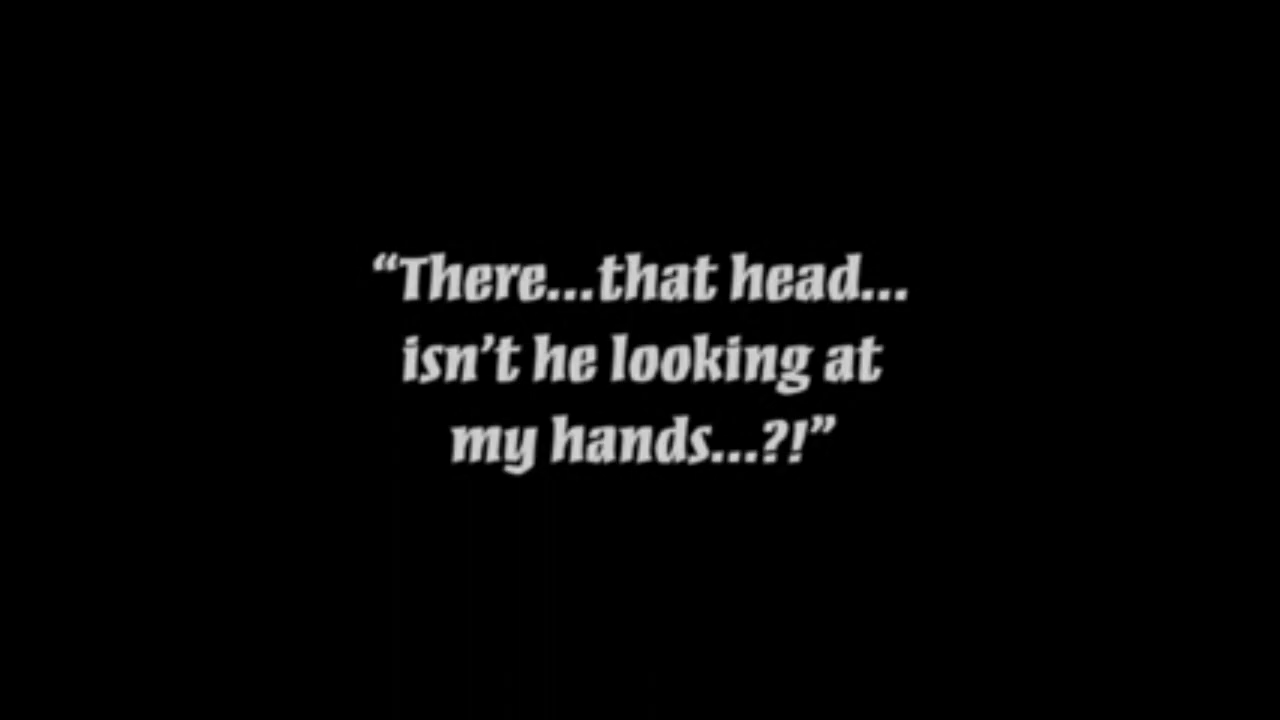 “There...that head...
isn’t he looking at
my hands...?!”